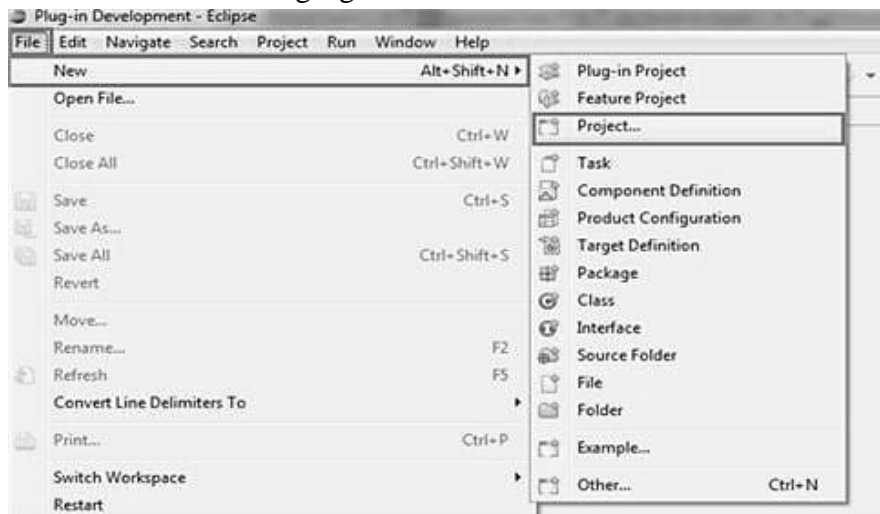 Plug-in Development - Eclipse
File Edit Navigate Search Project Run Window Help
New Alt+Shift+N
Open File...
Close Ctrl+W
Close All Ctrl+Shift+W
Save Ctrl+S
Save As...
Save All Ctrl+Shift+S
Revert
Move...
Rename... F2
Refresh F5
Convert Line Delimiters To
Print... Ctrl+P
Switch Workspace
Restart
Plug-in Project
Feature Project
Project...
Task
Component Definition
Product Configuration
Target Definition
Package
Class
Interface
Source Folder
File
Folder
Example...
Other... Ctrl+N